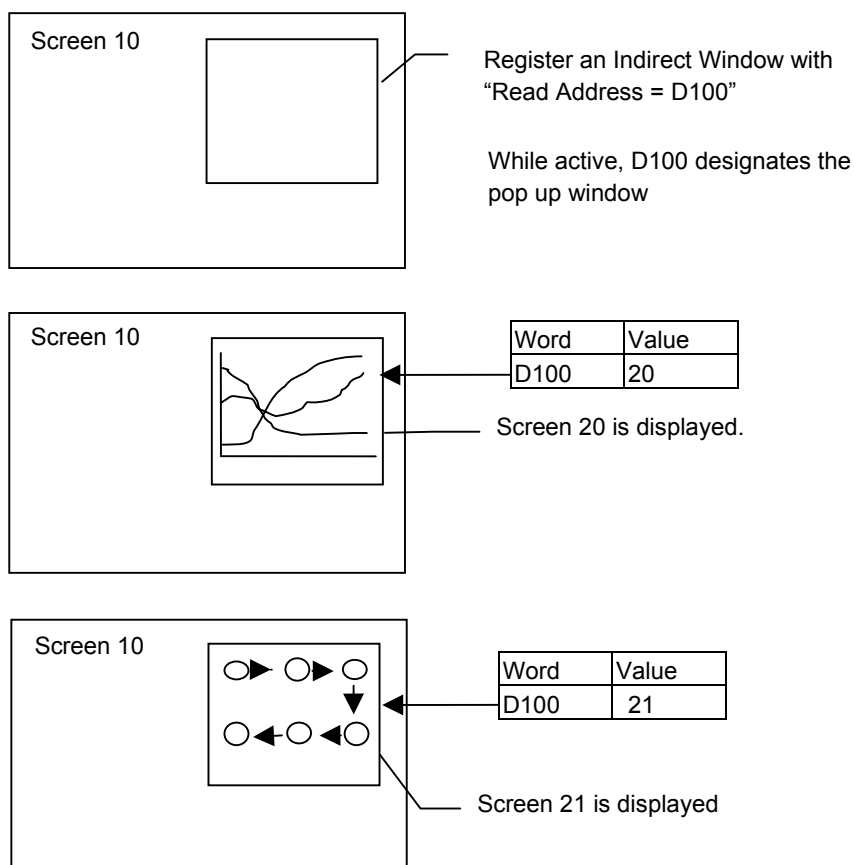 Screen 10
Register an Indirect Window with
“Read Address = D100”
While active, D100 designates the
pop up window
Screen 10
Word Value
D100 20
Screen 20 is displayed.
Screen 10
Word Value
D100 21
Screen 21 is displayed